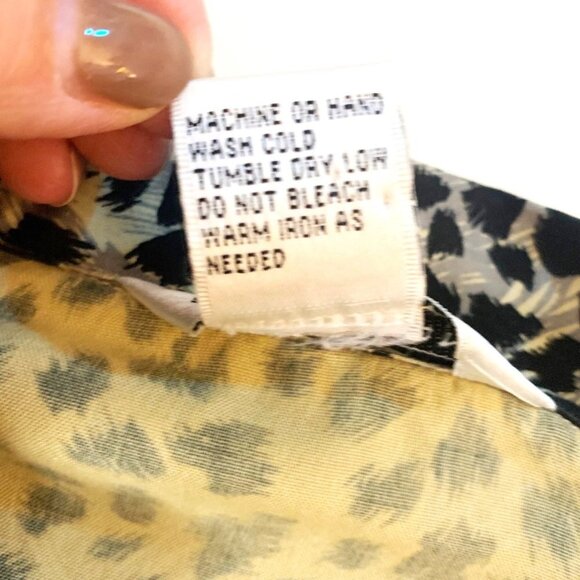 MACHINE OR HAND
WASH COLD
TUMBLE DRY LOW
DO NOT BLEACH
WARM IRON AS
NEEDED